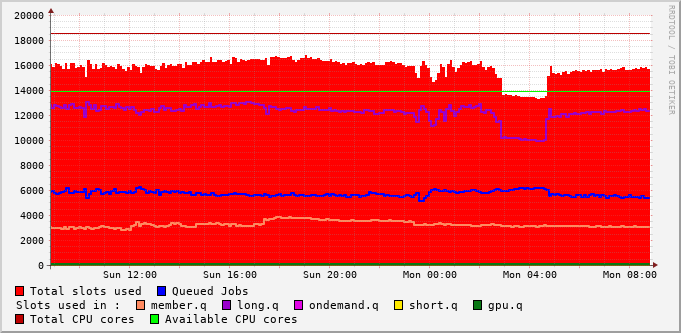 RRDTOOL / TOBI OETIKER
20000
18000
16000
14000
12000
10000
8000
6000
4000
2000
0
Sun 12:00 Sun 16:00 Sun 20:00 Mon 00:00 Mon 04:00 Mon 08:00
Total slots used Queued Jobs
Slots used in : member.q long.q ondemand.q short.q gpu.q
Total CPU cores Available CPU cores